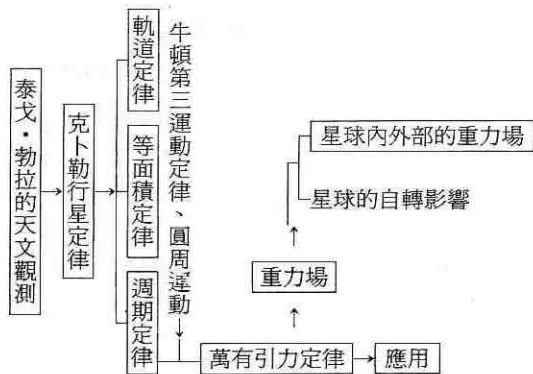 泰戈·勃拉的天文觀測
克卜勒行星定律
軌道定律
等面積定律
週期定律
牛頓第三運動定律、圓周運動
星球內外部的重力場
星球的自轉影響
重力場
萬有引力定律
應用